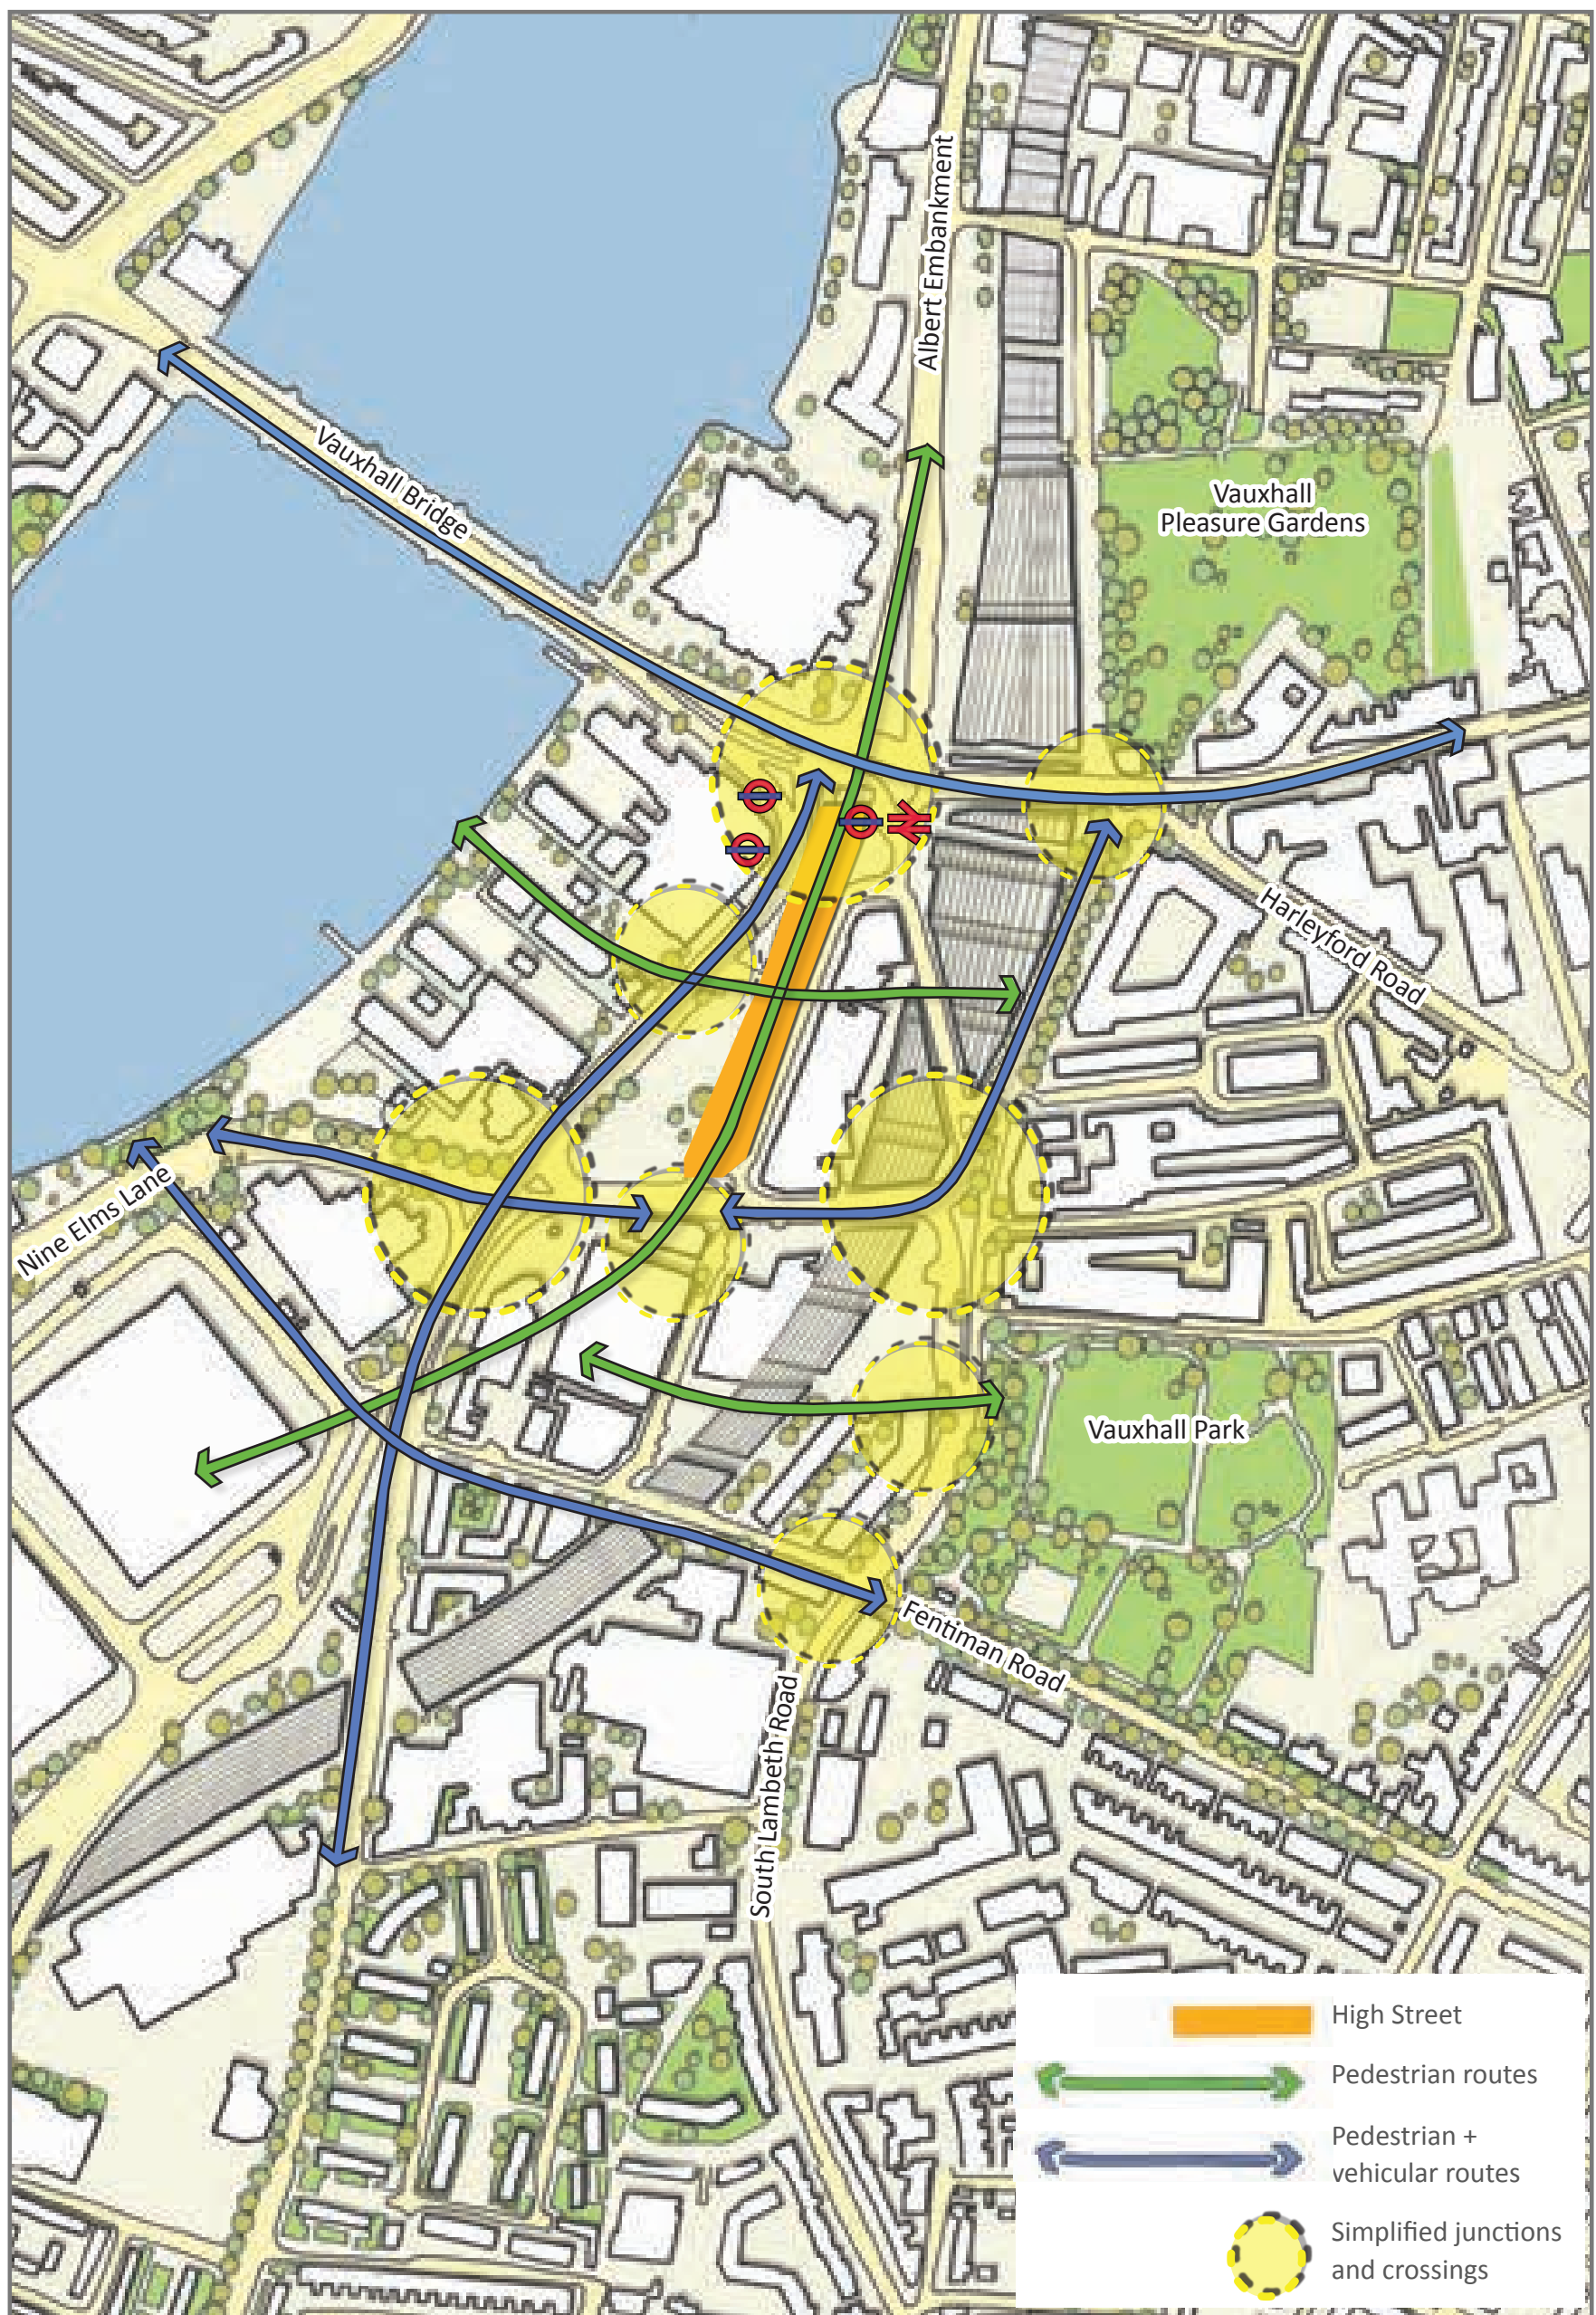 Albert Embankment
Vauxhall Bridge
Vauxhall
Pleasure Gardens
Harleyford Road
Nine Elms Lane
Vauxhall Park
Fentiman Road
South Lambeth Road
High Street
Pedestrian routes
Pedestrian +
vehicular routes
Simplified junctions
and crossings